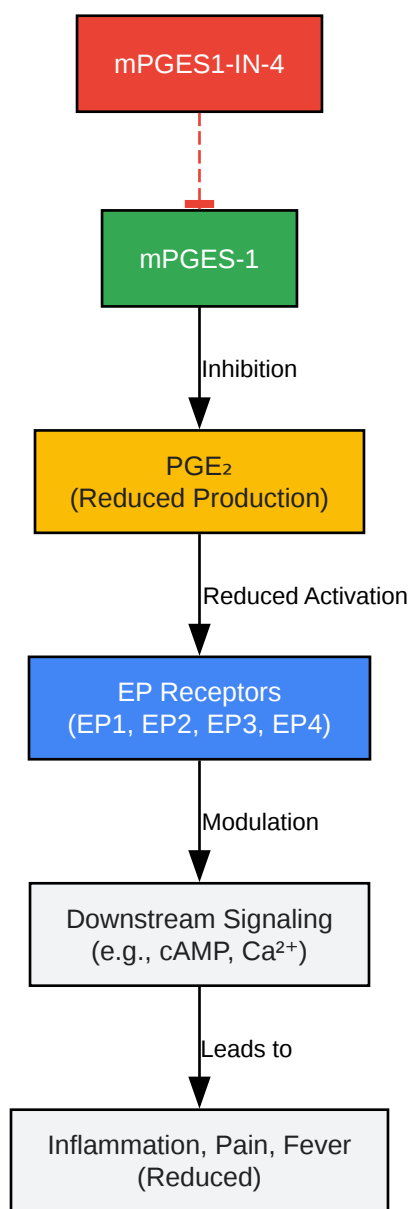 mPGES1-IN-4
mPGES-1
Inhibition
PGE₂
(Reduced Production)
Reduced Activation
EP Receptors
(EP1, EP2, EP3, EP4)
Modulation
Downstream Signaling
(e.g., cAMP, Ca²⁺)
Leads to
Inflammation, Pain, Fever
(Reduced)